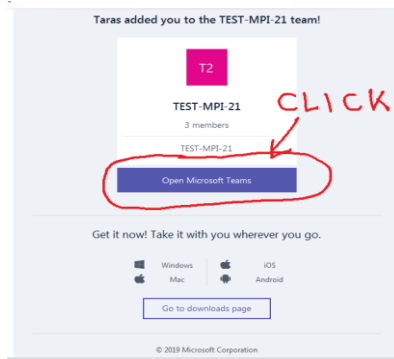 Taras added you to the TEST-MPI-21 team!
T2
TEST-MPI-21
CLICK
3 members
TEST-MPI-21
Open Microsoft Teams
Get it now! Take it with you wherever you go.
Windows iOS
Mac Android
Go to downloads page
© 2019 Microsoft Corporation